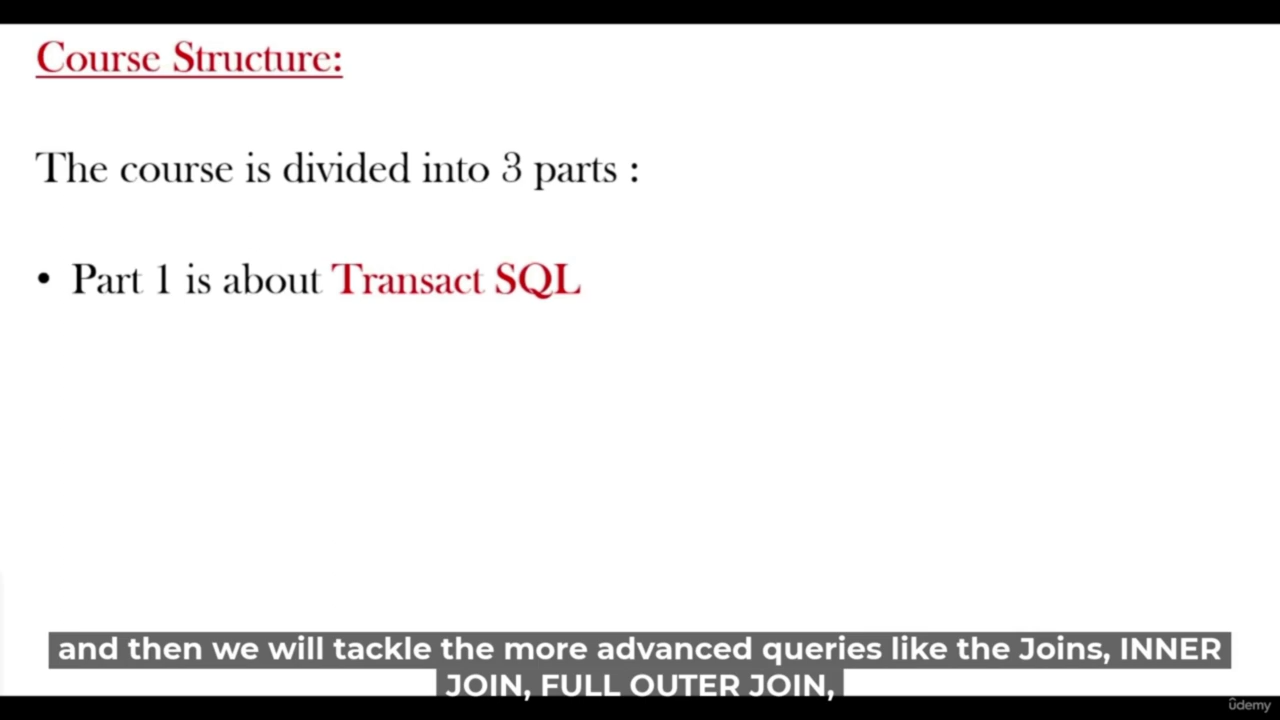 Course Structure:
The course is divided into 3 parts :
• Part 1 is about Transact SQL
and then we will tackle the more advanced queries like the Joins, INNER
JOIN, FULL OUTER JOIN,
ûdemy